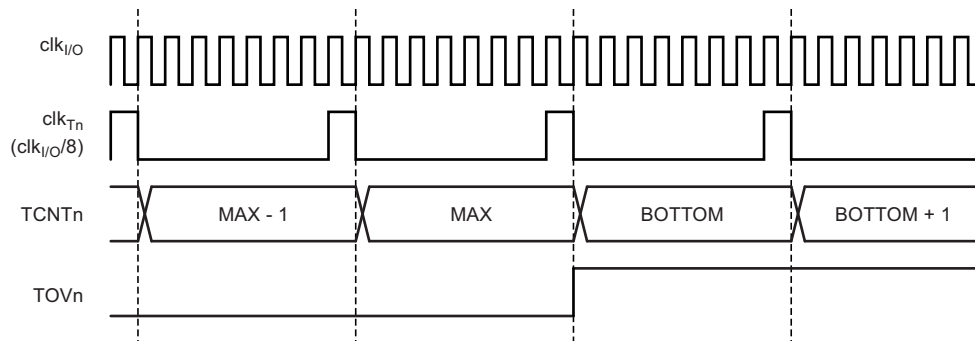 clkI/O
clkTn
(clkI/O/8)
TCNTn MAX - 1 MAX BOTTOM BOTTOM + 1
TOVn